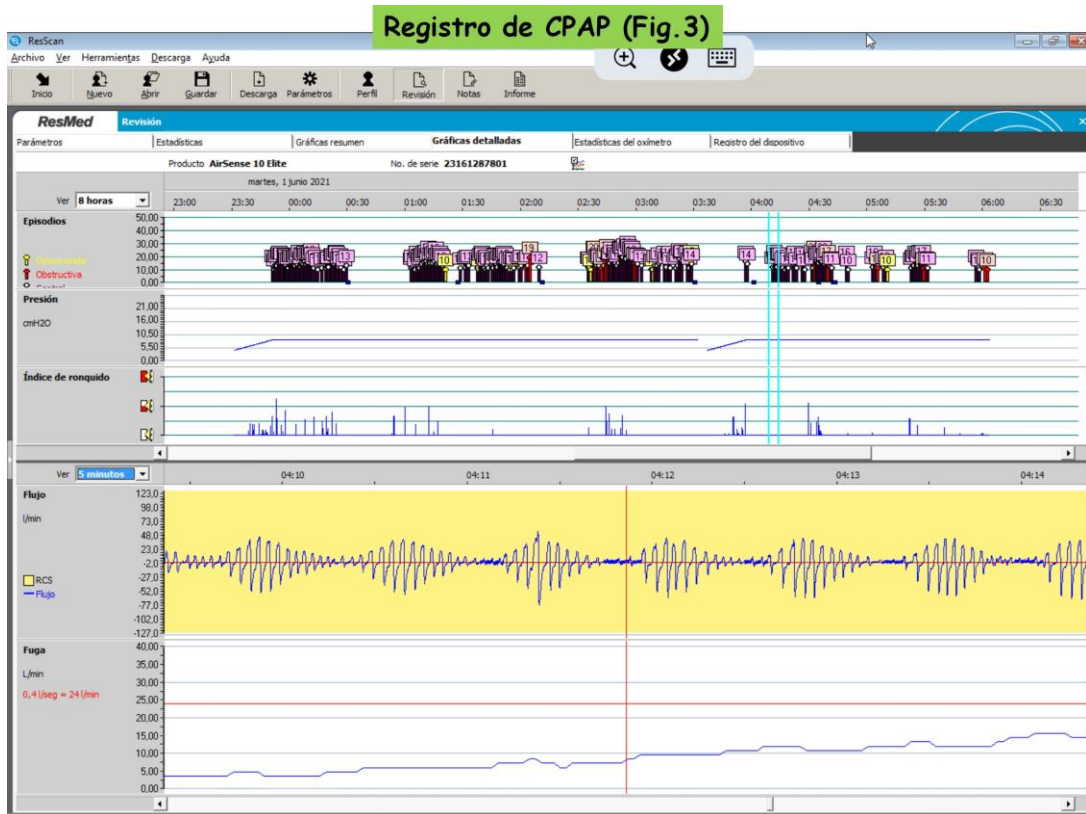 Registro de CPAP (Fig.3)
ResScan
Archivo Ver Herramientas Descarga Ayuda
Inicio Nuevo Abrir Guardar Descarga Parámetros Perfil Revisión Notas Informe
ResMed Revisión
Parámetros Estadísticas Gráficas resumen Gráficas detalladas Estadísticas del oxímetro Registro del dispositivo
Producto AirSense 10 Elite No. de serie 23161287801
martes, 1 junio 2021
Ver 8 horas 23:00 23:30 00:00 00:30 01:00 01:30 02:00 02:30 03:00 03:30 04:00 04:30 05:00 05:30 06:00 06:30
Episodios 50,00
40,00
30,00
20,00
Obstructiva 10,00
0,00
Presión
21,00
cmH2O 16,00
10,50
5,50
0,00
Índice de ronquido
Ver 5 minutos 04:10 04:11 04:12 04:13 04:14
Flujo 123,0
98,0
l/min 73,0
48,0
23,0
-2,0
RCS -27,0
Flujo -52,0
-77,0
-102,0
-127,0
Fuga 40,00
35,00
L/min 30,00
0,4 l/seg = 24 l/min 25,00
20,00
15,00
10,00
5,00
0,00